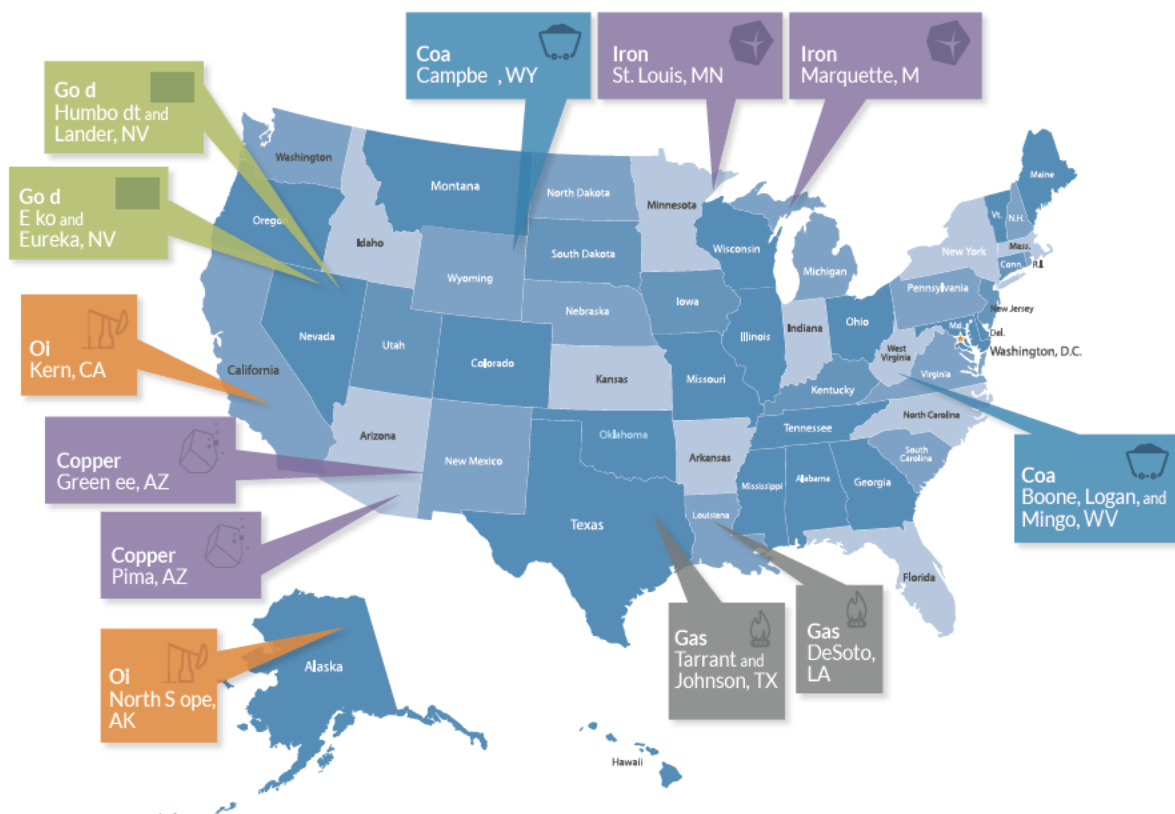 Coa
Campbe , WY
Iron
St. Louis, MN
Iron
Marquette, M
Go d
Humbo dt and
Lander, NV
Go d
E ko and
Eureka, NV
Oi
Kern, CA
Copper
Green ee, AZ
Copper
Pima, AZ
Oi
North S ope,
AK
Gas
Tarrant and
Johnson, TX
Gas
DeSoto,
LA
Coa
Boone, Logan, and
Mingo, WV
Washington
Oregon
Idaho
Montana
North Dakota
Minnesota
Wisconsin
Michigan
South Dakota
Wyoming
Nebraska
Iowa
Illinois
Indiana
Ohio
Pennsylvania
New York
Vt.
N.H.
Maine
Mass.
Conn.
R.I
New Jersey
Md.
Del.
Washington, D.C.
West
Virginia
Virginia
Nevada
Utah
Colorado
Kansas
Missouri
Kentucky
California
Arizona
New Mexico
Oklahoma
Arkansas
Tennessee
North Carolina
South
Carolina
Texas
Louisiana
Mississippi
Alabama
Georgia
Florida
Alaska
Hawaii